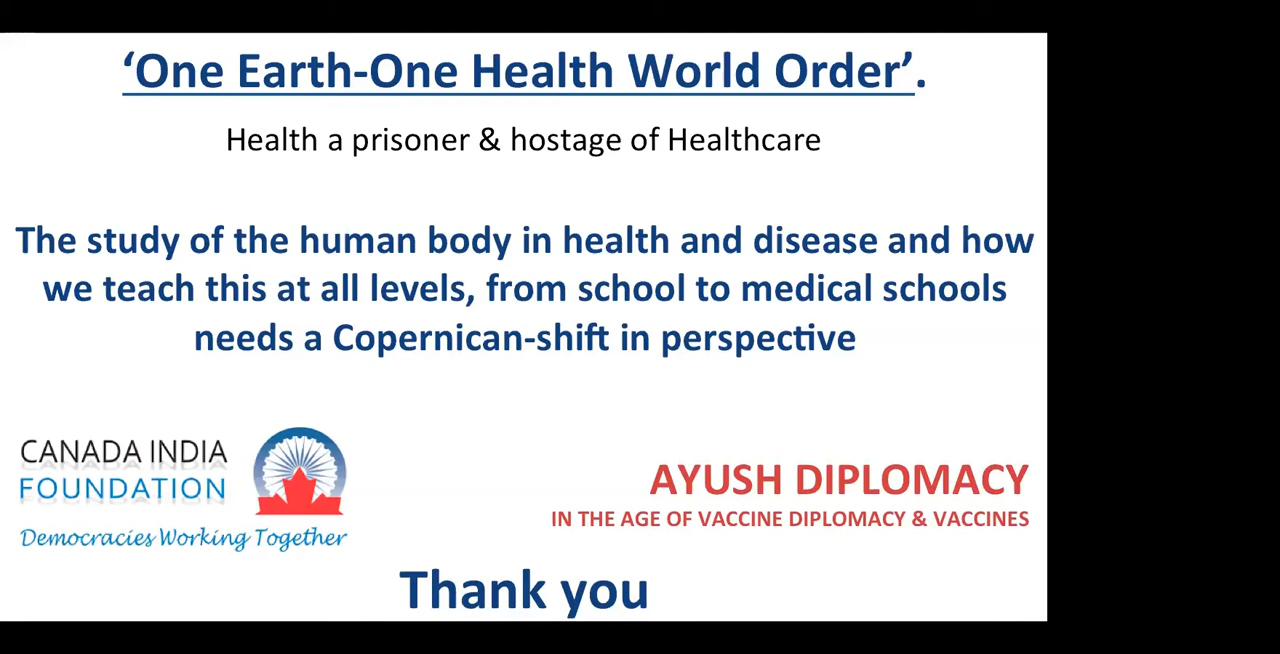 ‘One Earth-One Health World Order’.
Health a prisoner & hostage of Healthcare
The study of the human body in health and disease and how
we teach this at all levels, from school to medical schools
needs a Copernican-shift in perspective
CANADA INDIA
FOUNDATION
Democracies Working Together
AYUSH DIPLOMACY
IN THE AGE OF VACCINE DIPLOMACY & VACCINES
Thank you